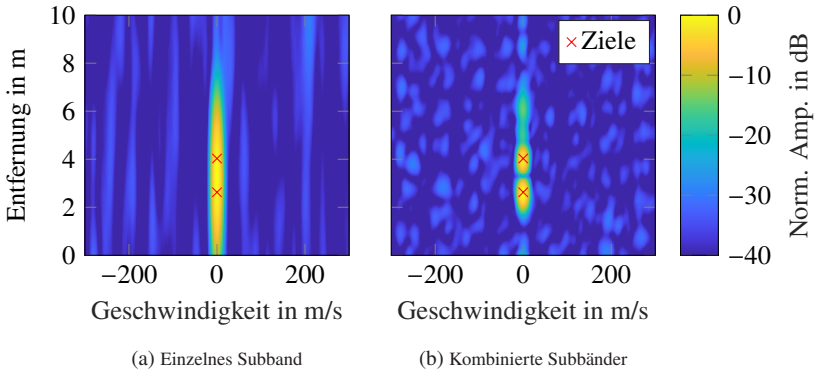 10
8
6
4
2
0
Entfernung in m
−200
0
200
Geschwindigkeit in m/s
(a) Einzelnes Subband
× Ziele
−200
0
200
Geschwindigkeit in m/s
(b) Kombinierte Subbänder
0
−10
−20
−30
−40
Norm. Amp. in dB